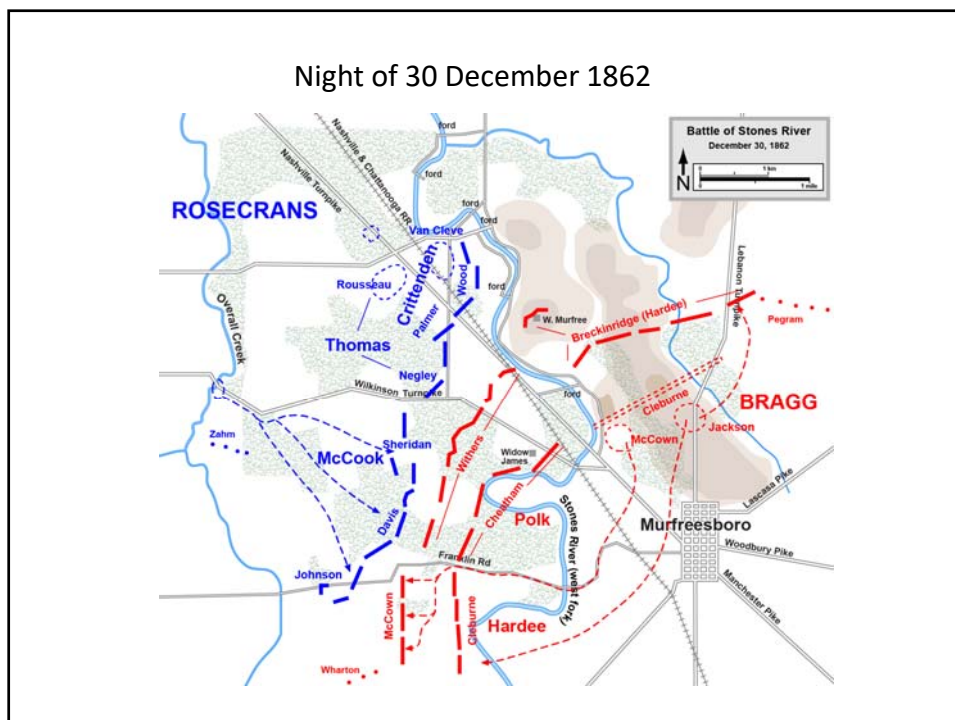 Night of 30 December 1862
Battle of Stones River
December 30, 1862
N
0 1 km
0 1 mile
ford
ford
ford
ford
ford
ford
ford
Nashville & Chattanooga RR
Nashville Turnpike
ROSECRANS
Van Cleve
Crittenden
Wood
Rousseau
Palmer
Thomas
Negley
Overall Creek
Wilkinson Turnpike
Lebanon Turnpike
Pegram
W. Murfree
Breckinridge (Hardee)
Cleburne
BRAGG
Jackson
McCown
Zahm
Sheridan
McCook
Withers
Widow
James
Cheatham
Davis
Polk
Stones River (west fork)
Murfreesboro
Lascasa Pike
Woodbury Pike
Manchester Pike
Franklin Rd
Johnson
McCown
Cleburne
Hardee
Wharton